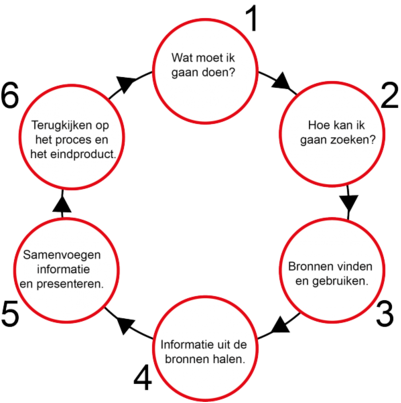 1
Wat moet ik
gaan doen?
2
Hoe kan ik
gaan zoeken?
3
Bronnen vinden
en gebruiken.
4
Informatie uit de
bronnen halen.
5
Samenvoegen
informatie
en presenteren.
6
Terugkijken op
het proces en
het eindproduct.